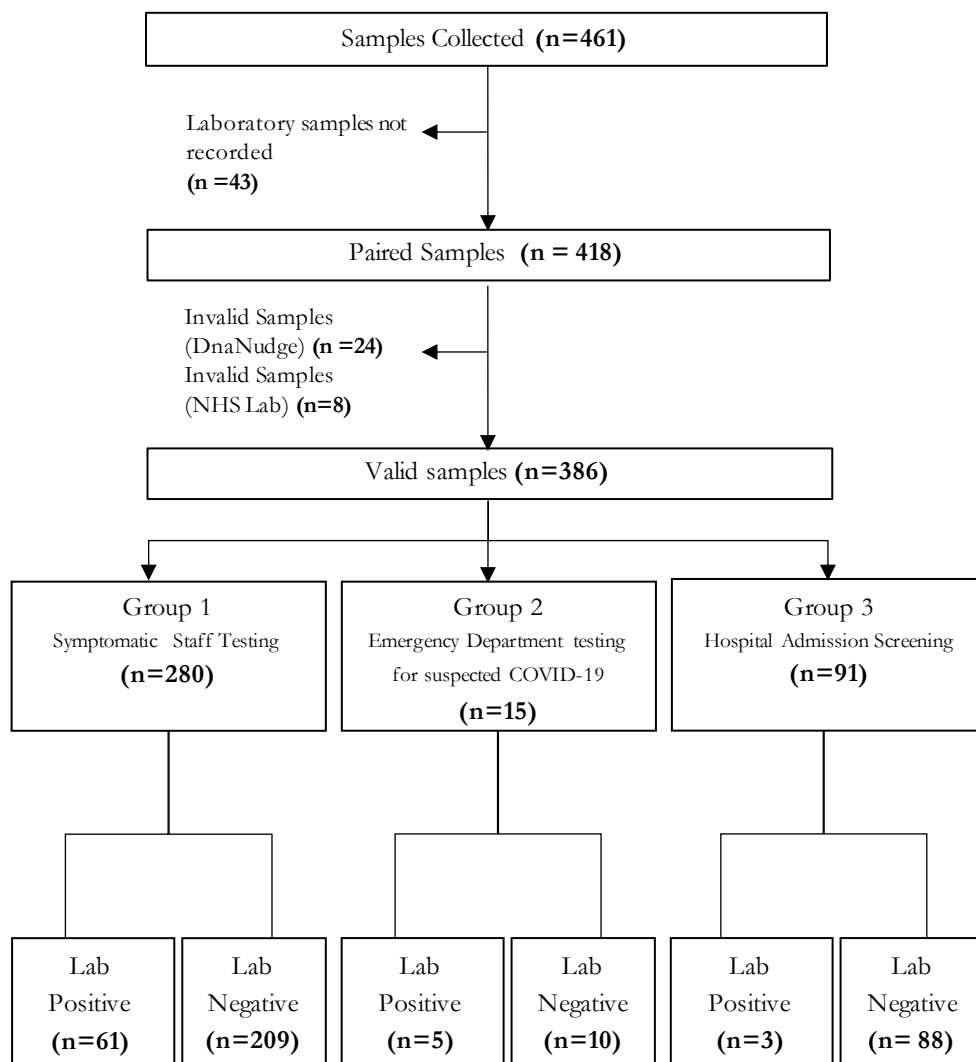 Samples Collected (n=461)
Laboratory samples not
recorded
(n =43)
Paired Samples (n = 418)
Invalid Samples
(DnaNudge) (n =24)
Invalid Samples
(NHS Lab) (n=8)
Valid samples (n=386)
Group 1
Symptomatic Staff Testing
(n=280)
Group 2
Emergency Department testing
for suspected COVID-19
(n=15)
Group 3
Hospital Admission Screening
(n=91)
Lab
Positive
(n=61)
Lab
Negative
(n=209)
Lab
Positive
(n=5)
Lab
Negative
(n=10)
Lab
Positive
(n=3)
Lab
Negative
(n= 88)